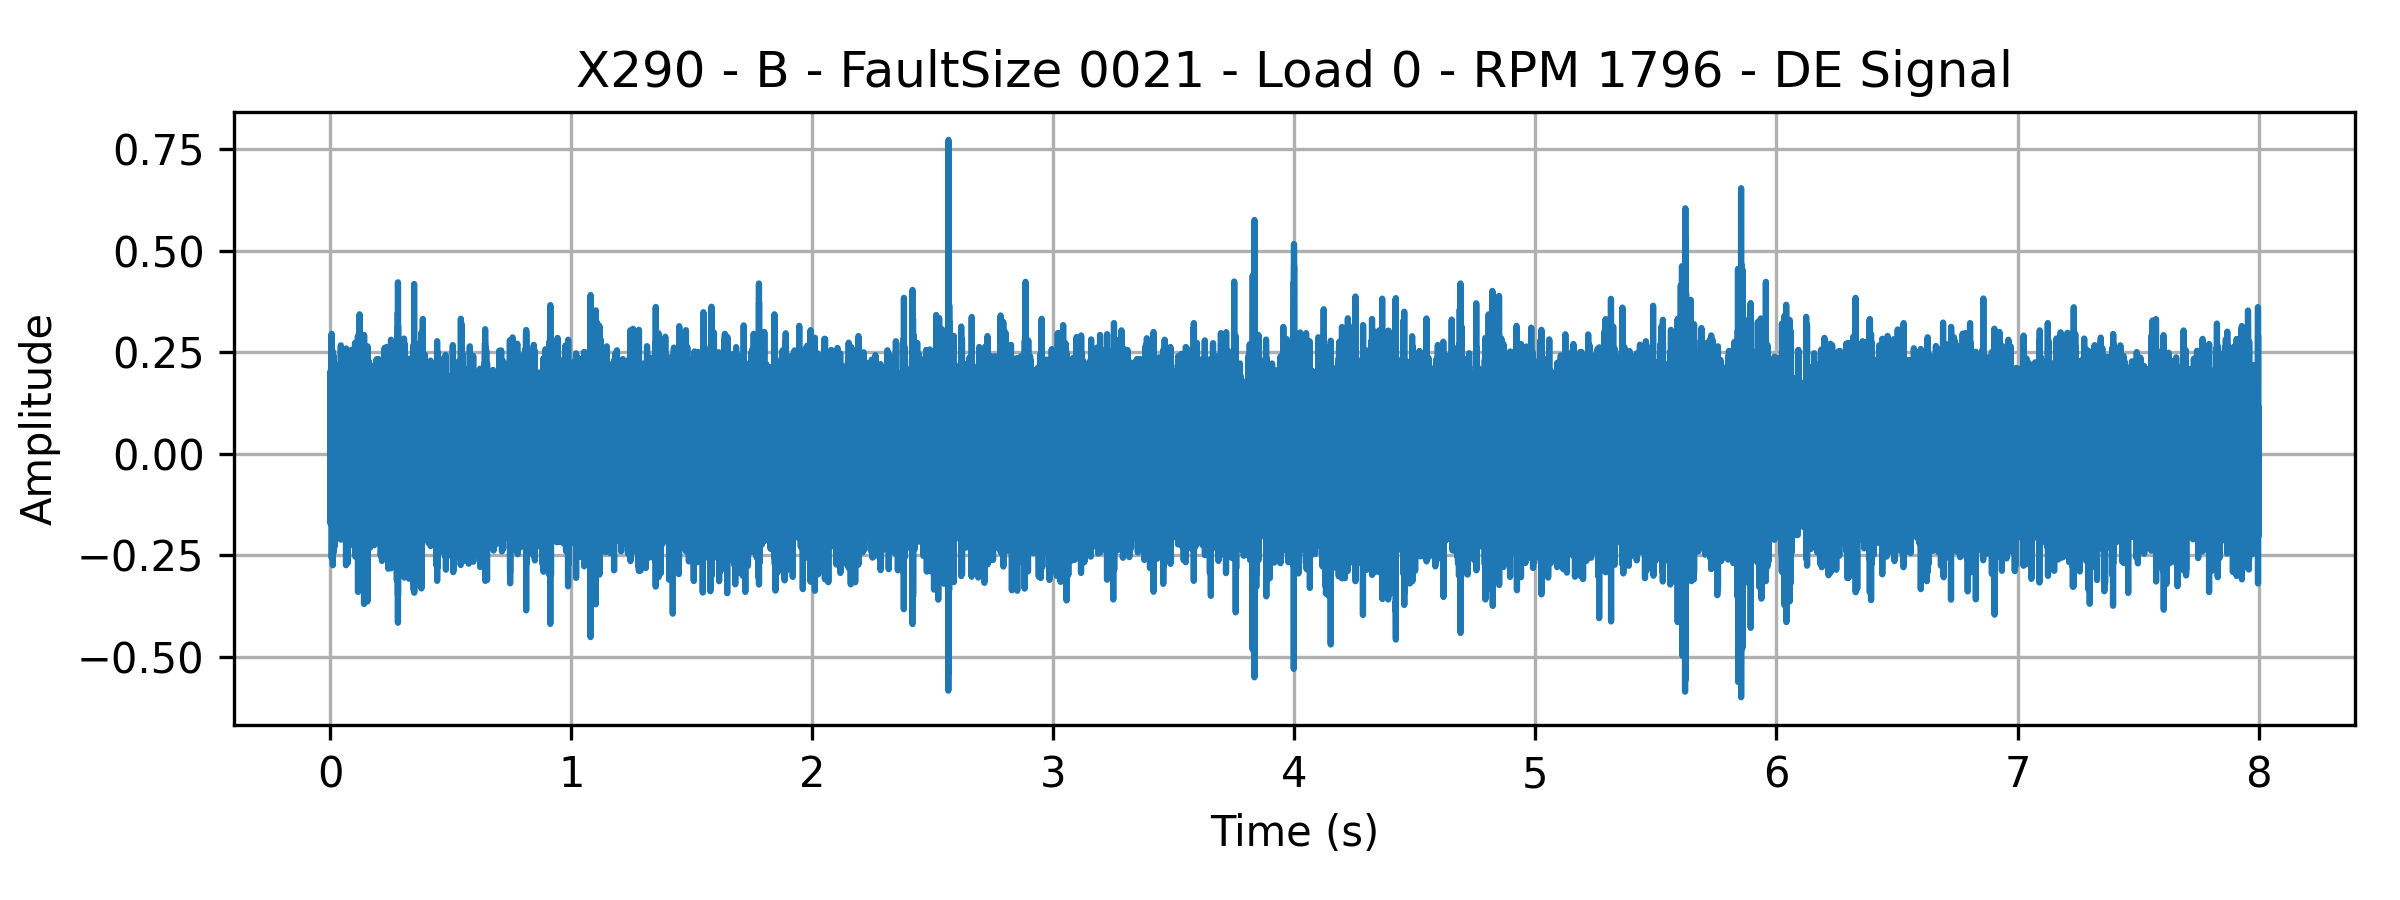 X290 - B - FaultSize 0021 - Load 0 - RPM 1796 - DE Signal
Amplitude
0.75
0.50
0.25
0.00
−0.25
−0.50
0 1 2 3 4 5 6 7 8
Time (s)